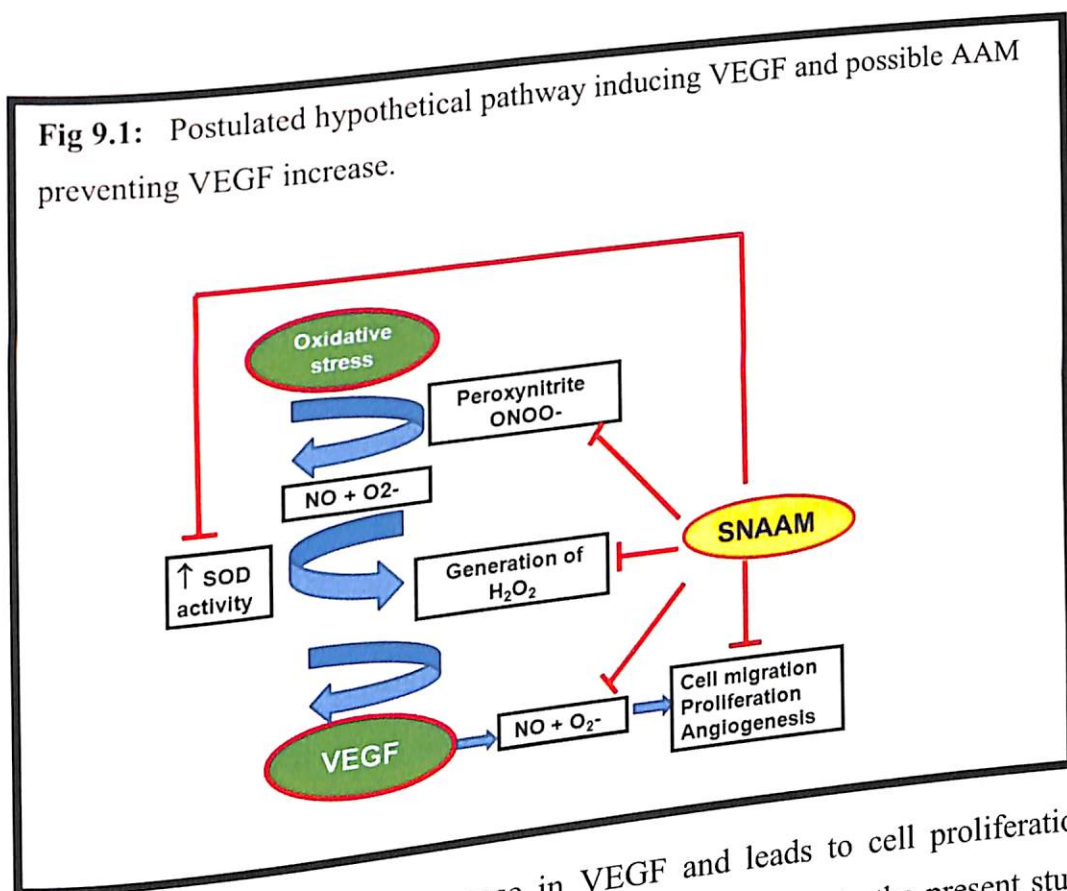 Fig 9.1: Postulated hypothetical pathway inducing VEGF and possible AAM
preventing VEGF increase.
Oxidative
stress
Peroxynitrite
ONOO-
NO + O2-
SNAAM
↑ SOD
activity
Generation of
H₂O₂
Cell migration
Proliferation
Angiogenesis
NO + O₂-
VEGF
in VEGF and leads to cell proliferatio
the present stu